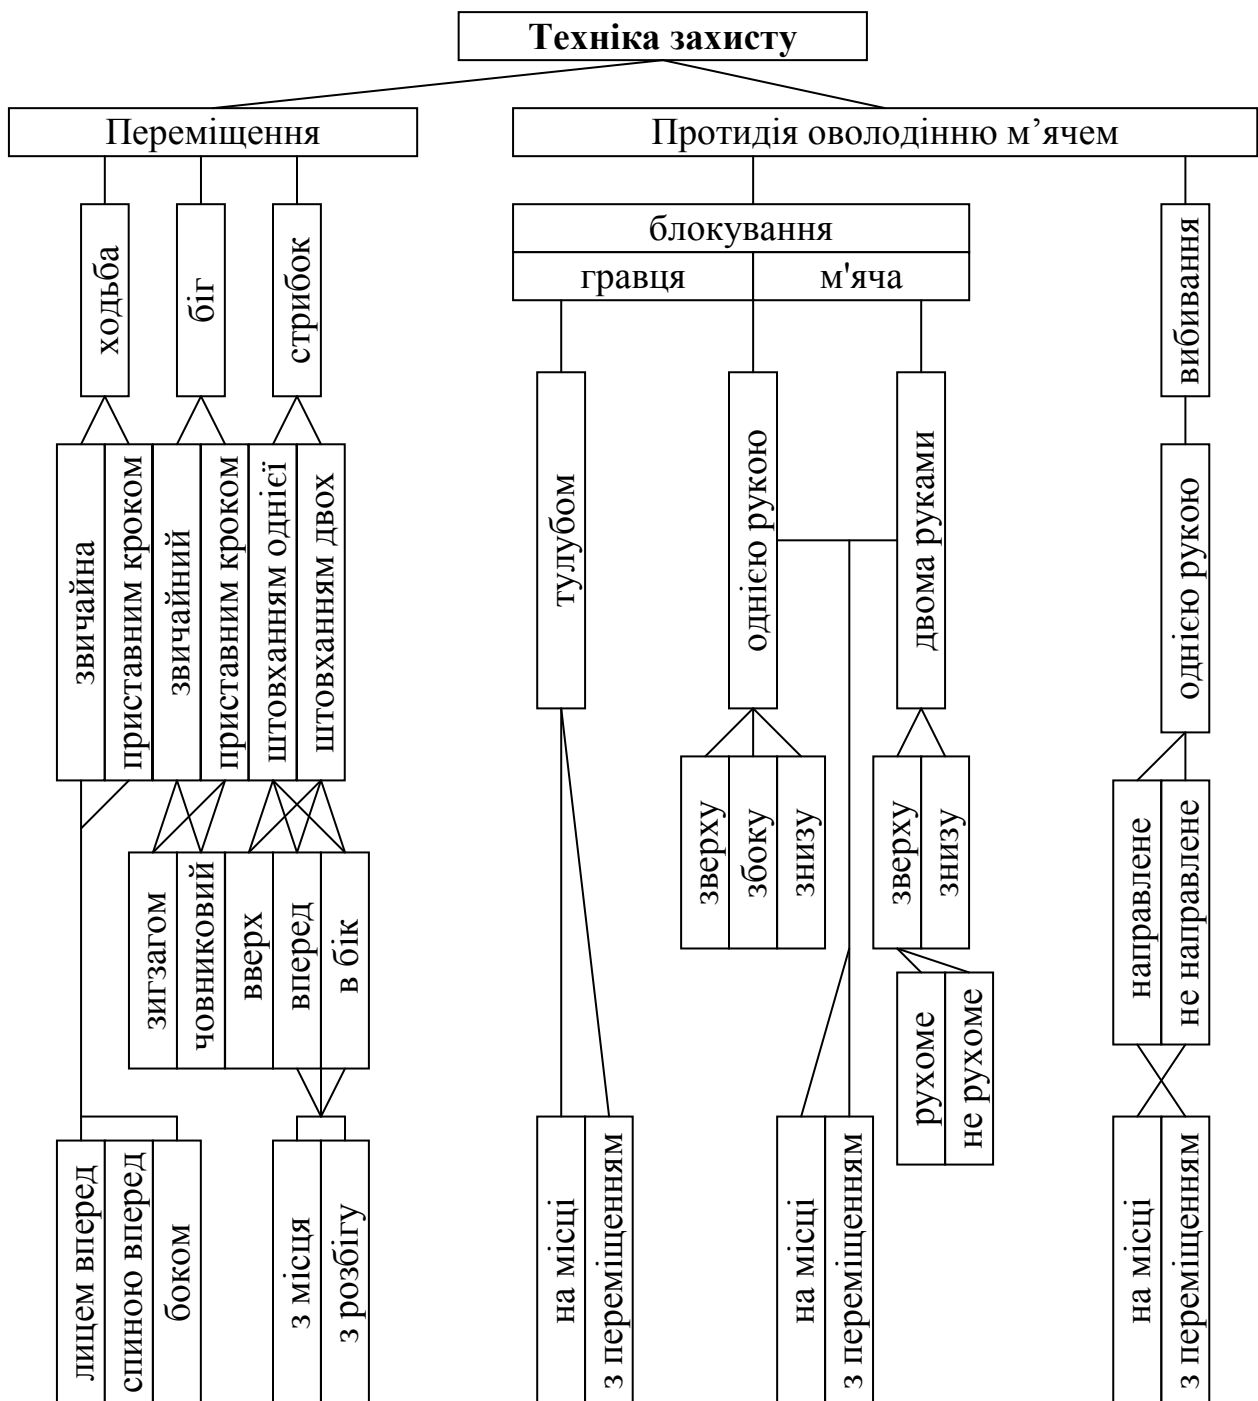 Техніка захисту
Переміщення
Протидія оволодінню м’ячем
ходьба
біг
стрибок
блокування
гравця
м'яча
вибивання
тулубом
однією рукою
двома руками
звичайна
приставним кроком
звичайний
приставним кроком
штовханням однієї
штовханням двох
однією рукою
зверху
збоку
знизу
зверху
знизу
направлене
не направлене
зигзагом
човниковий
вверх
вперед
в бік
рухоме
не рухоме
лицем вперед
спиною вперед
боком
з місця
з розбігу
на місці
з переміщенням
на місці
з переміщенням
на місці
з переміщенням